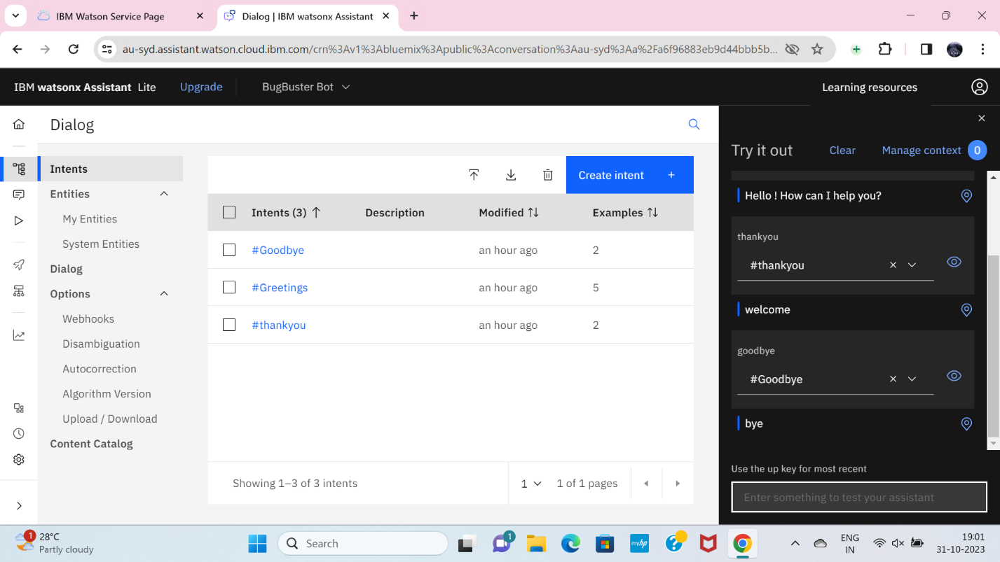 IBM Watson Service Page
Dialog | IBM watsonx Assistant
au-syd.assistant.watson.cloud.ibm.com/crn%3Av1%3Abluemix%3Apublic%3Aconversation%3Aau-syd%3Aa%2Fa6f96883eb9d44bbb5b...
IBM watsonx Assistant Lite Upgrade BugBuster Bot Learning resources
Dialog
Intents
Entities
My Entities
System Entities
Dialog
Options
Webhooks
Disambiguation
Autocorrection
Algorithm Version
Upload / Download
Content Catalog
Create intent +
Intents (3) Description Modified Examples
#Goodbye an hour ago 2
#Greetings an hour ago 5
#thankyou an hour ago 2
Showing 1–3 of 3 intents 1 1 of 1 pages
Try it out Clear Manage context 0
Hello ! How can I help you?
thankyou
#thankyou
welcome
goodbye
#Goodbye
bye
Use the up key for most recent
Enter something to test your assistant
1 28°C
Partly cloudy
Search
1
myhp
ENG
IN
19:01
31-10-2023